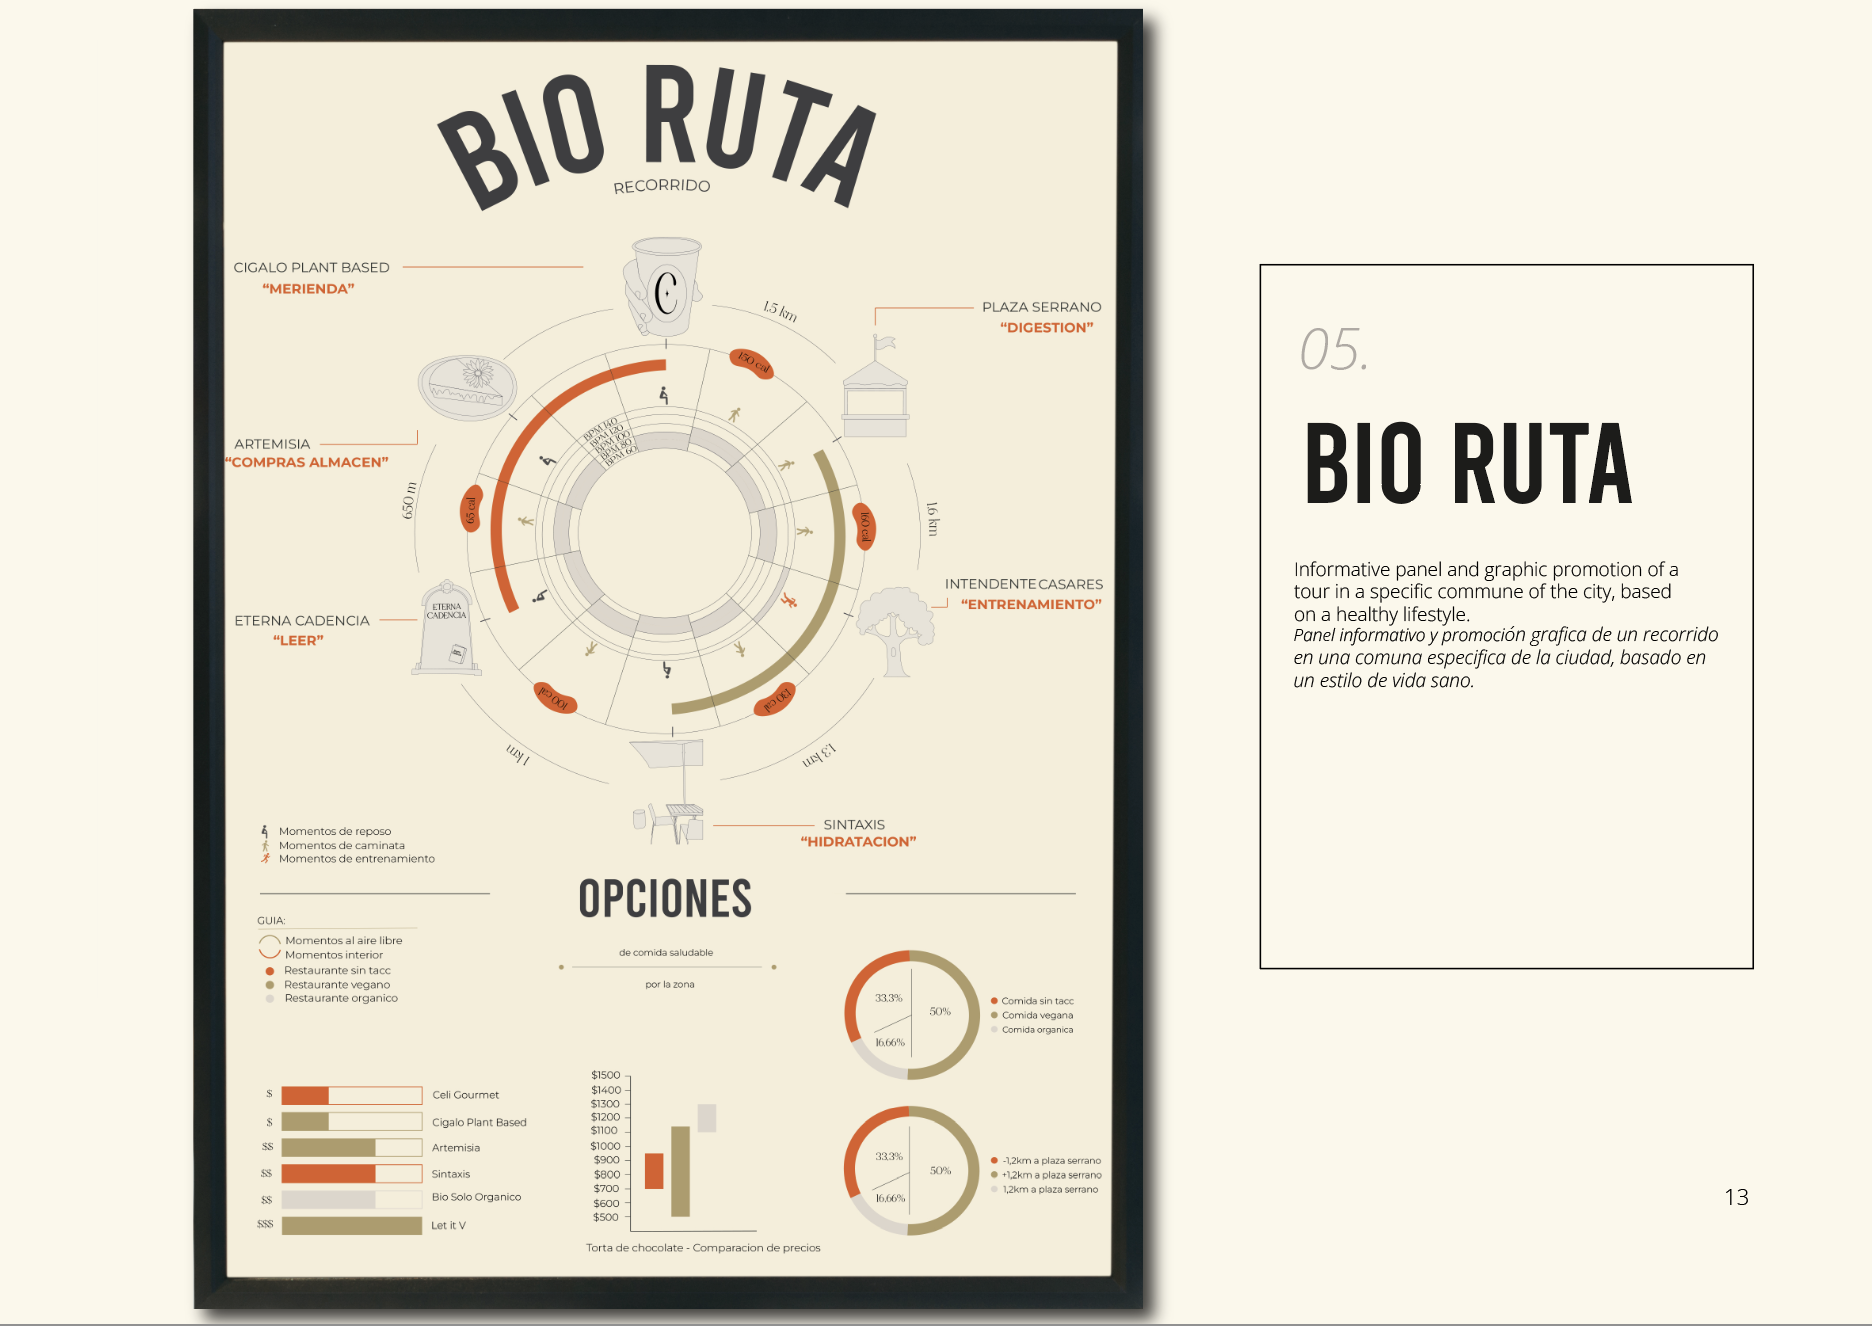 BIO RUTA
RECORRIDO
CIGALO PLANT BASED
“MERIENDA”
PLAZA SERRANO
“DIGESTION”
ARTEMISIA
“COMPRAS ALMACEN”
INTENDENTE CASARES
“ENTRENAMIENTO”
ETERNA CADENCIA
“LEER”
SINTAXIS
“HIDRATACION”
C
ETERNA
CADENCIA
1.5 km
1.6 km
1.3 km
1 km
650 m
150 cal
160 cal
130 cal
100 cal
65 cal
BPM 140
BPM 120
BPM 100
BPM 80
BPM 60
Momentos de reposo
Momentos de caminata
Momentos de entrenamiento
OPCIONES
de comida saludable
por la zona
GUIA:
Momentos al aire libre
Momentos interior
Restaurante sin tacc
Restaurante vegano
Restaurante organico
$ Celi Gourmet
$ Cigalo Plant Based
$$ Artemisia
$$ Sintaxis
$$ Bio Solo Organico
$$$ Let it V
$1500
$1400
$1300
$1200
$1100
$1000
$900
$800
$700
$600
$500
Torta de chocolate - Comparacion de precios
33.3%
50%
16.66%
Comida sin tacc
Comida vegana
Comida organica
33.3%
50%
16.66%
-1,2km a plaza serrano
+1,2km a plaza serrano
1,2km a plaza serrano
05.
BIO RUTA
Informative panel and graphic promotion of a
tour in a specific commune of the city, based
on a healthy lifestyle.
Panel informativo y promoción grafica de un recorrido
en una comuna especifica de la ciudad, basado en
un estilo de vida sano.
13